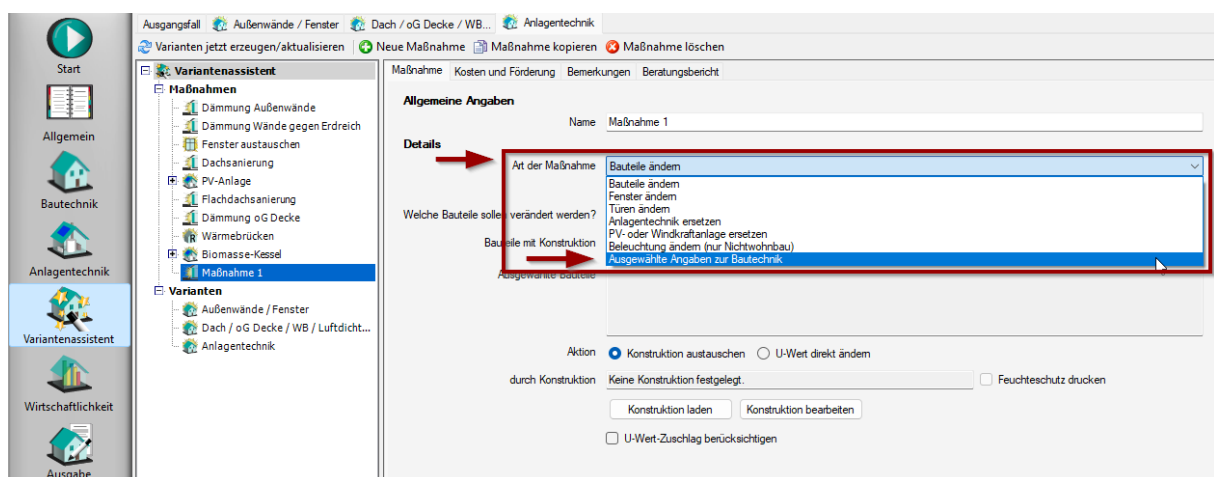 Ausgangsfall Außenwände / Fenster Dach / oG Decke / WB... Anlagentechnik
Varianten jetzt erzeugen/aktualisieren Neue Maßnahme Maßnahme kopieren Maßnahme löschen
Start
Allgemein
Bautechnik
Anlagentechnik
Variantenassistent
Wirtschaftlichkeit
Ausgabe
Variantenassistent
Maßnahmen
Dämmung Außenwände
Dämmung Wände gegen Erdreich
Fenster austauschen
Dachsanierung
PV-Anlage
Flachdachsanierung
Dämmung oG Decke
Wärmebrücken
Biomasse-Kessel
Maßnahme 1
Varianten
Außenwände / Fenster
Dach / oG Decke / WB / Luftdicht...
Anlagentechnik
Maßnahme Kosten und Förderung Bemerkungen Beratungsbericht
Allgemeine Angaben
Name Maßnahme 1
Details
Art der Maßnahme Bauteile ändern
Bauteile ändern
Fenster ändern
Türen ändern
Anlagentechnik ersetzen
PV- oder Windkraftanlage ersetzen
Beleuchtung ändern (nur Nichtwohnbau)
Ausgewählte Angaben zur Bautechnik
Welche Bauteile sollen verändert werden?
Bauteile mit Konstruktion
Ausgewählte Bauteile
Aktion Konstruktion austauschen U-Wert direkt ändern
durch Konstruktion Keine Konstruktion festgelegt. Feuchteschutz drucken
Konstruktion laden Konstruktion bearbeiten
U-Wert-Zuschlag berücksichtigen